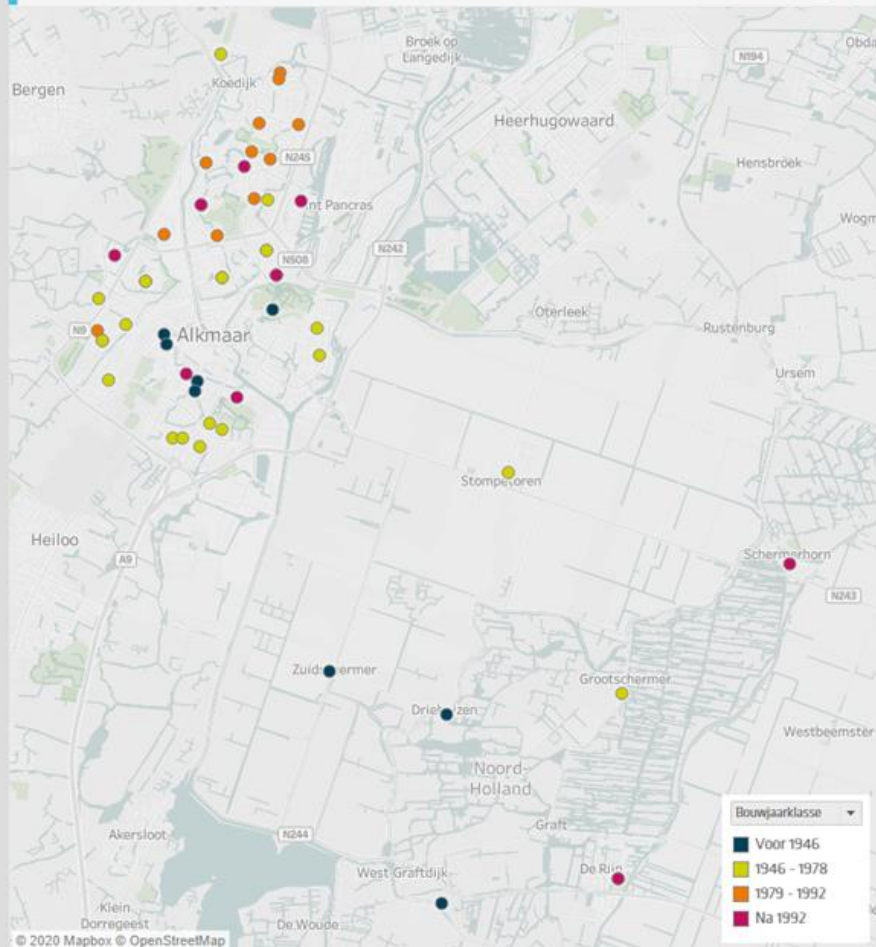 Broek op
Langedijk
Obda
N194
Koedijk
Bergen
Heerhugowaard
N245
Hensbroek
nt Pancras
Wogm
N242
N508
Oterleek
N9
Alkmaar
Rustenburg
Ursem
Stompetoren
Heiloo
A9
Schermerhorn
N243
Zuidschermer
Grootschermer
Driehuizen
Westbeemster
Noord-
Holland
Bouwjaarklasse
Akersloot
N244
Graft
Voor 1946
West Graftdijk
De Rijp
1946 - 1978
1979 - 1992
Klein
Dorregeest
De Woude
Na 1992
© 2020 Mapbox © OpenStreetMap